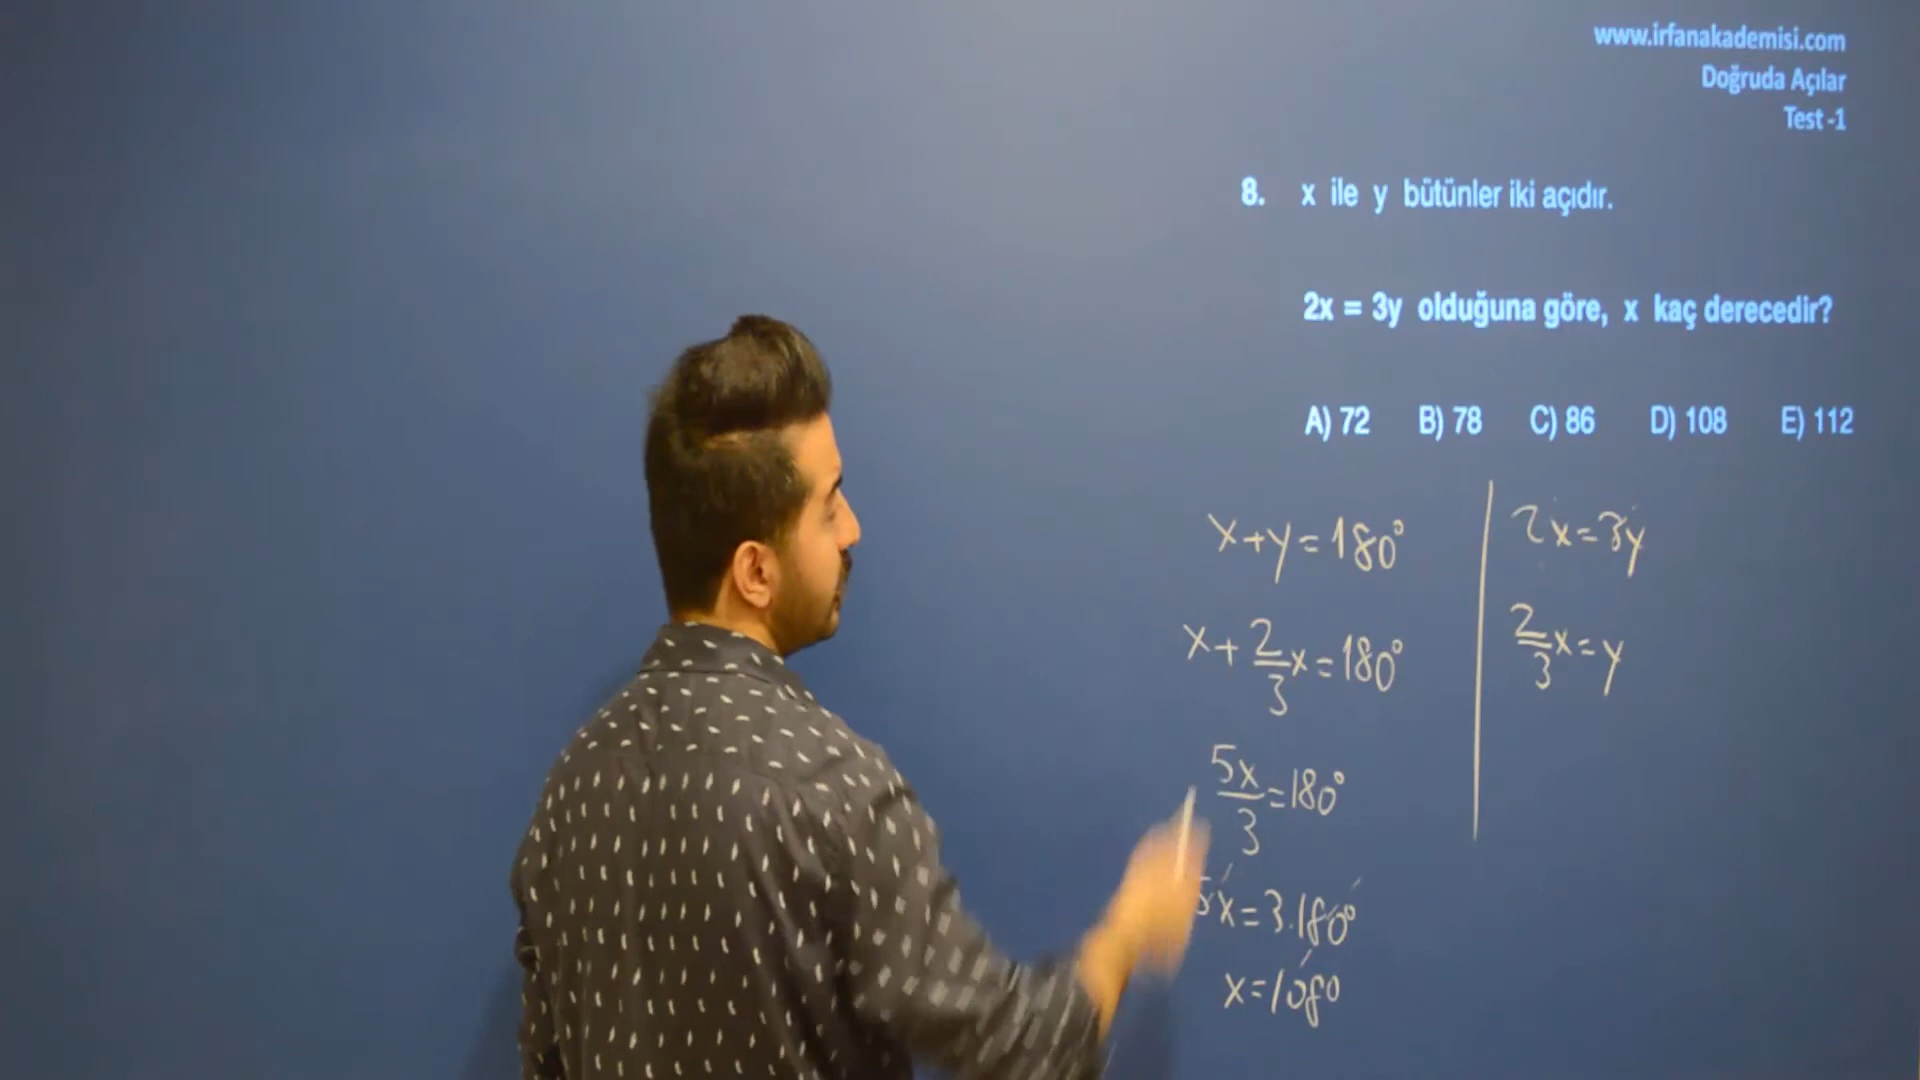 www.irfanakademisi.com
Doğruda Açılar
Test -1
8. x ile y bütünler iki açıdır.
2x = 3y olduğuna göre, x kaç derecedir?
A) 72 B) 78 C) 86 D) 108 E) 112
x+y=180°
x+2/3x=180°
5x/3=180°
5x=3.180°
x=108°
2x=3y
2/3x=y